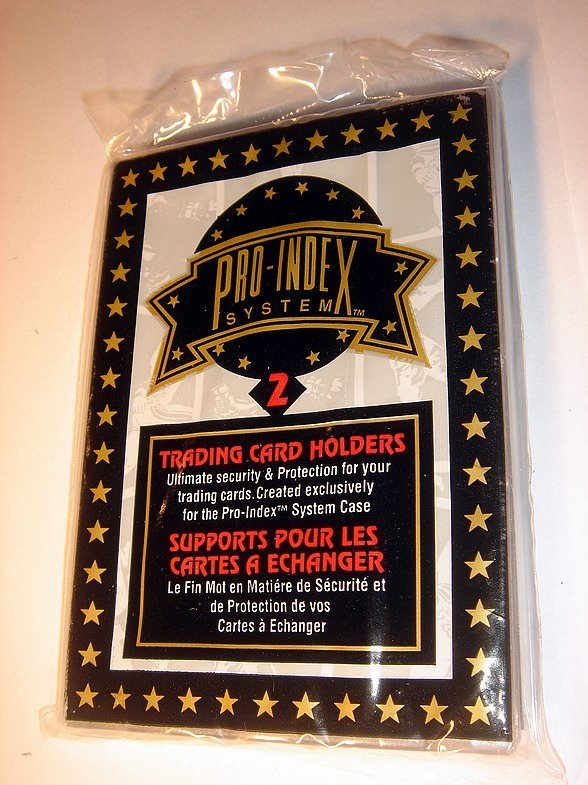 PRO-INDEX
SYSTEM™
2
TRADING CARD HOLDERS
Ultimate security & Protection for your
trading cards. Created exclusively
for the Pro-Index™ System Case
SUPPORTS POUR LES
CARTES A ECHANGER
Le Fin Mot en Matiére de Sécurité et
de Protection de vos
Cartes à Echanger